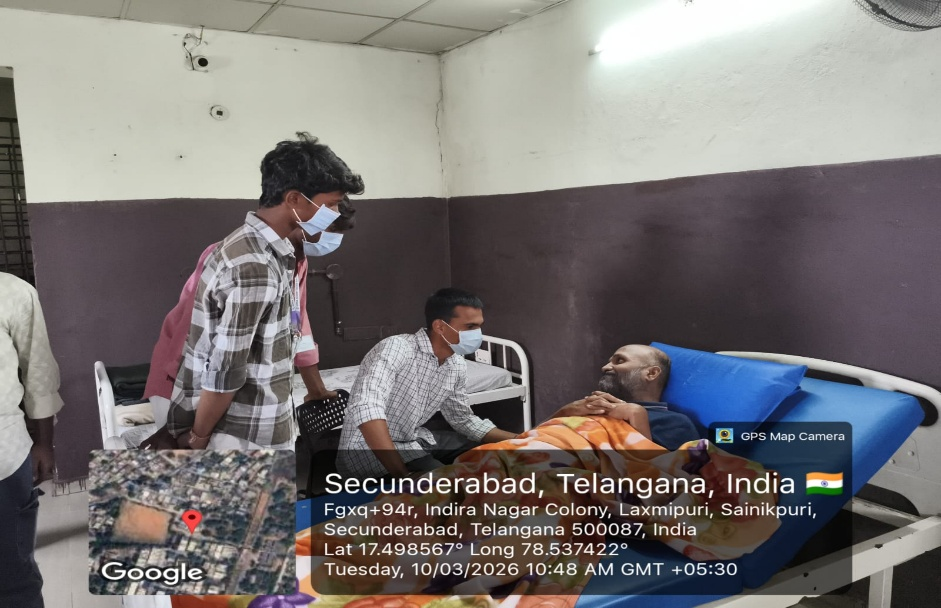 GPS Map Camera
Secunderabad, Telangana, India
Fgxq+94r, Indira Nagar Colony, Laxmipuri, Sainikpuri,
Secunderabad, Telangana 500087, India
Lat 17.498567° Long 78.537422°
Tuesday, 10/03/2026 10:48 AM GMT +05:30
Google